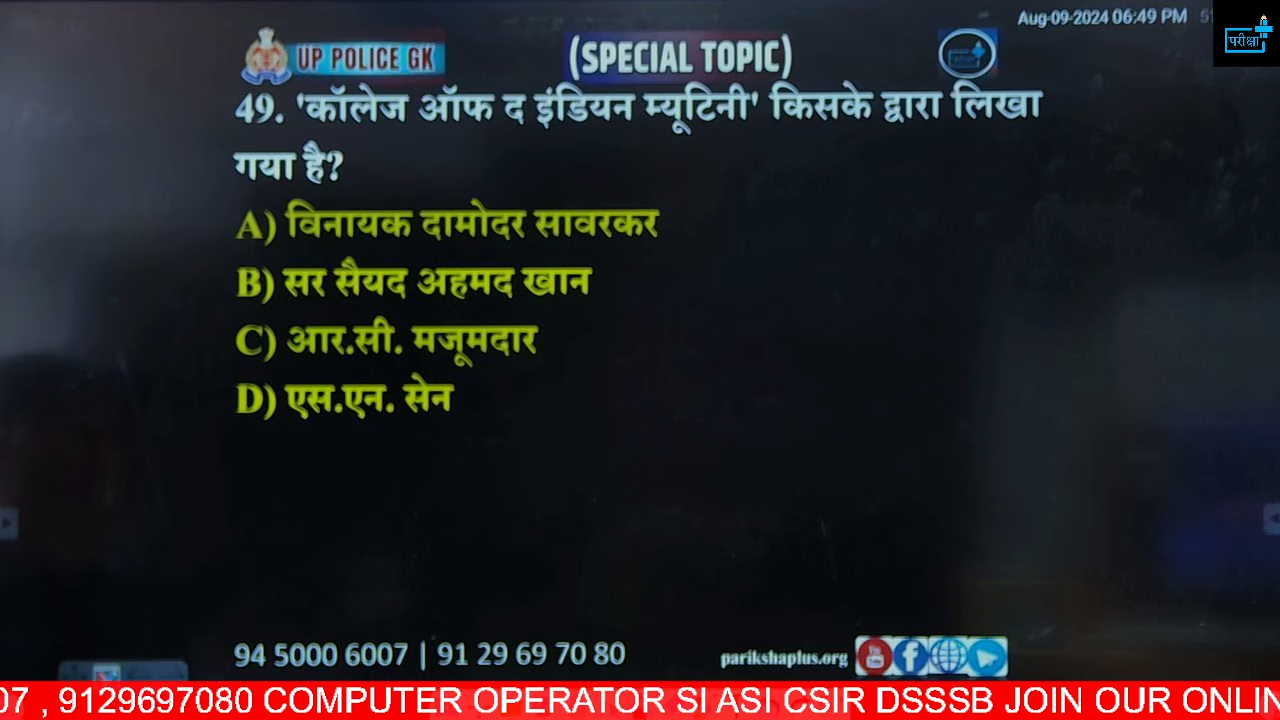 Aug-09-2024 06:49 PM
परीक्षा
UP POLICE GK
(SPECIAL TOPIC)
49. 'कॉलेज ऑफ द इंडियन म्यूटिनी' किसके द्वारा लिखा
गया है?
A) विनायक दामोदर सावरकर
B) सर सैयद अहमद खान
C) आर.सी. मजूमदार
D) एस.एन. सेन
94 5000 6007 | 91 29 69 70 80
parikshaplus.org
07 , 9129697080 COMPUTER OPERATOR SI ASI CSIR DSSSB JOIN OUR ONLIN